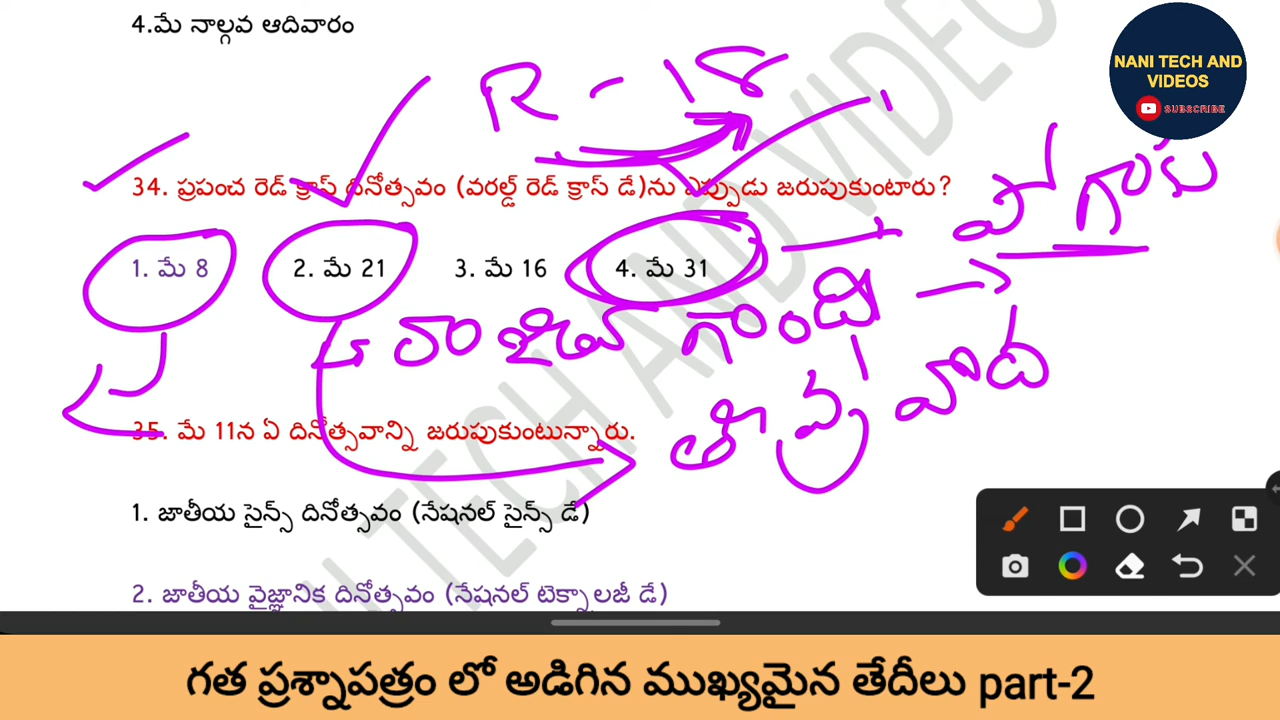 4.మే నాల్గవ ఆదివారం
NANI TECH AND
VIDEOS
SUBSCRIBE
R - 18
34. ప్రపంచ రెడ్ క్రాస్ దినోత్సవం (వరల్డ్ రెడ్ క్రాస్ డే)ను ఎప్పుడు జరుపుకుంటారు?
పొగాకు
1. మే 8 2. మే 21 3. మే 16 4. మే 31
గాంధీ
35. మే 11న ఏ దినోత్సవాన్ని జరుపుకుంటున్నారు.
1. జాతీయ సైన్స్ దినోత్సవం (నేషనల్ సైన్స్ డే)
2. జాతీయ వైజ్ఞానిక దినోత్సవం (నేషనల్ టెక్నాలజీ డే)
గత ప్రశ్నాపత్రం లో అడిగిన ముఖ్యమైన తేదీలు part-2